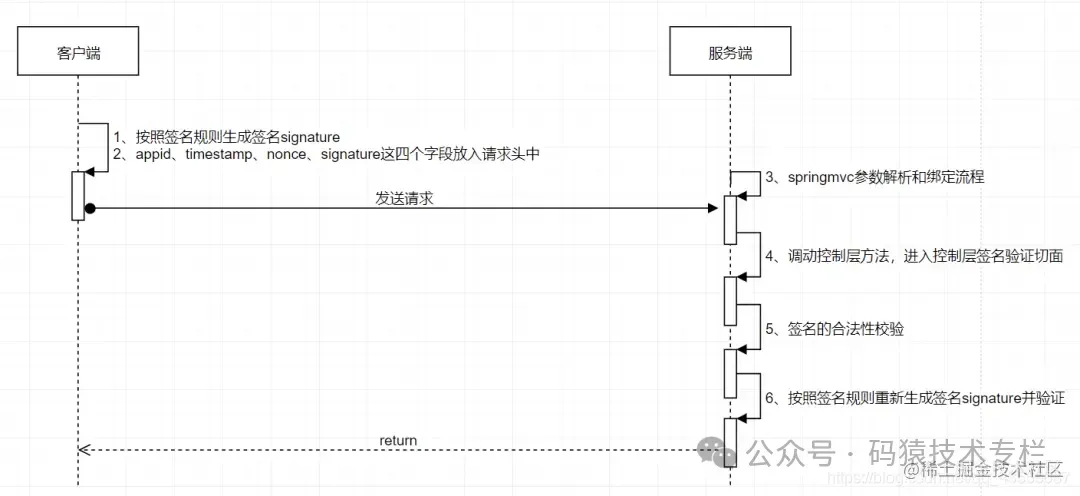 客户端
服务端
1、按照签名规则生成签名signature
2、appid、timestamp、nonce、signature这四个字段放入请求头中
3、springmvc参数解析和绑定流程
发送请求
4、调动控制层方法，进入控制层签名验证切面
5、签名的合法性校验
6、按照签名规则重新生成签名signature并验证
return
公众号 · 码猿技术专栏
@稀土掘金技术社区